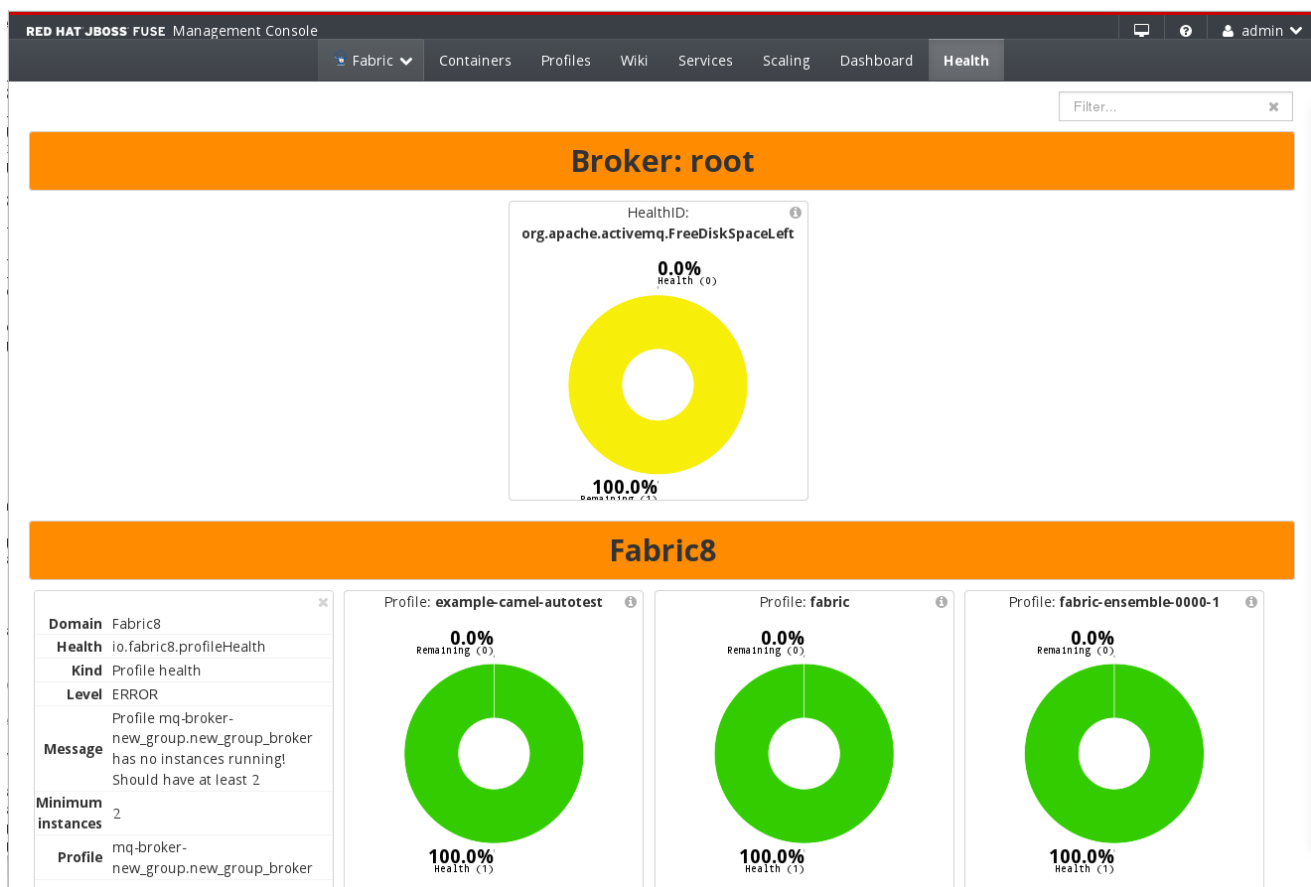 RED HAT JBOSS FUSE Management Console
admin
Fabric Containers Profiles Wiki Services Scaling Dashboard Health
Filter...
Broker: root
HealthID:
org.apache.activemq.FreeDiskSpaceLeft
0.0%
Health (0)
100.0%
Remaining (1)
Fabric8
Domain Fabric8
Health io.fabric8.profileHealth
Kind Profile health
Level ERROR
Message Profile mq-broker-
new_group.new_group_broker
has no instances running!
Should have at least 2
Minimum
instances 2
Profile mq-broker-
new_group.new_group_broker
Profile: example-camel-autotest
0.0%
Remaining (0)
100.0%
Health (1)
Profile: fabric
0.0%
Remaining (0)
100.0%
Health (1)
Profile: fabric-ensemble-0000-1
0.0%
Remaining (0)
100.0%
Health (1)